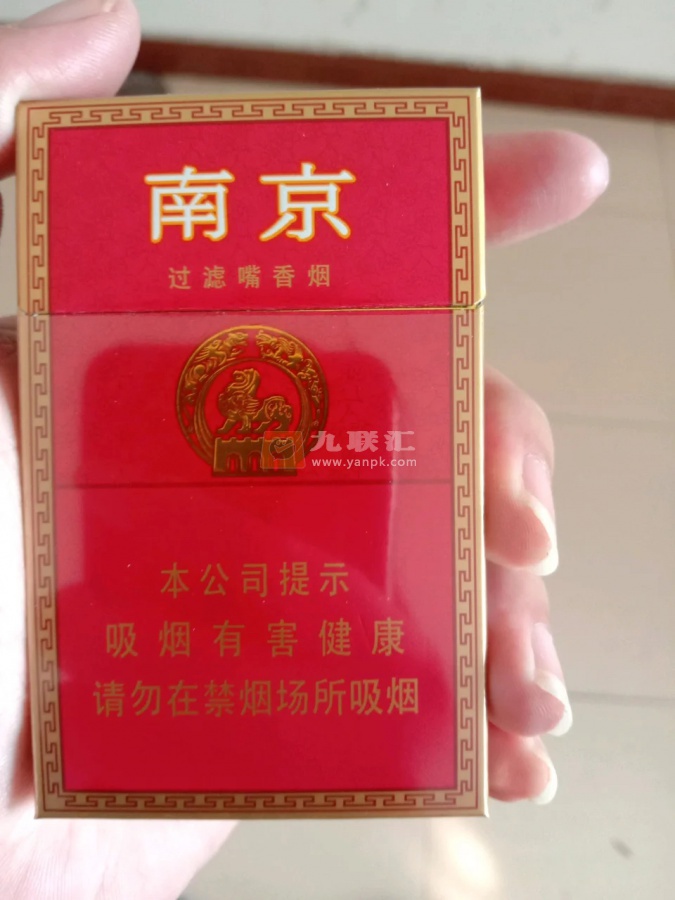 南京
过滤嘴香烟
九联汇
www.yanpk.com
本公司提示
吸烟有害健康
请勿在禁烟场所吸烟